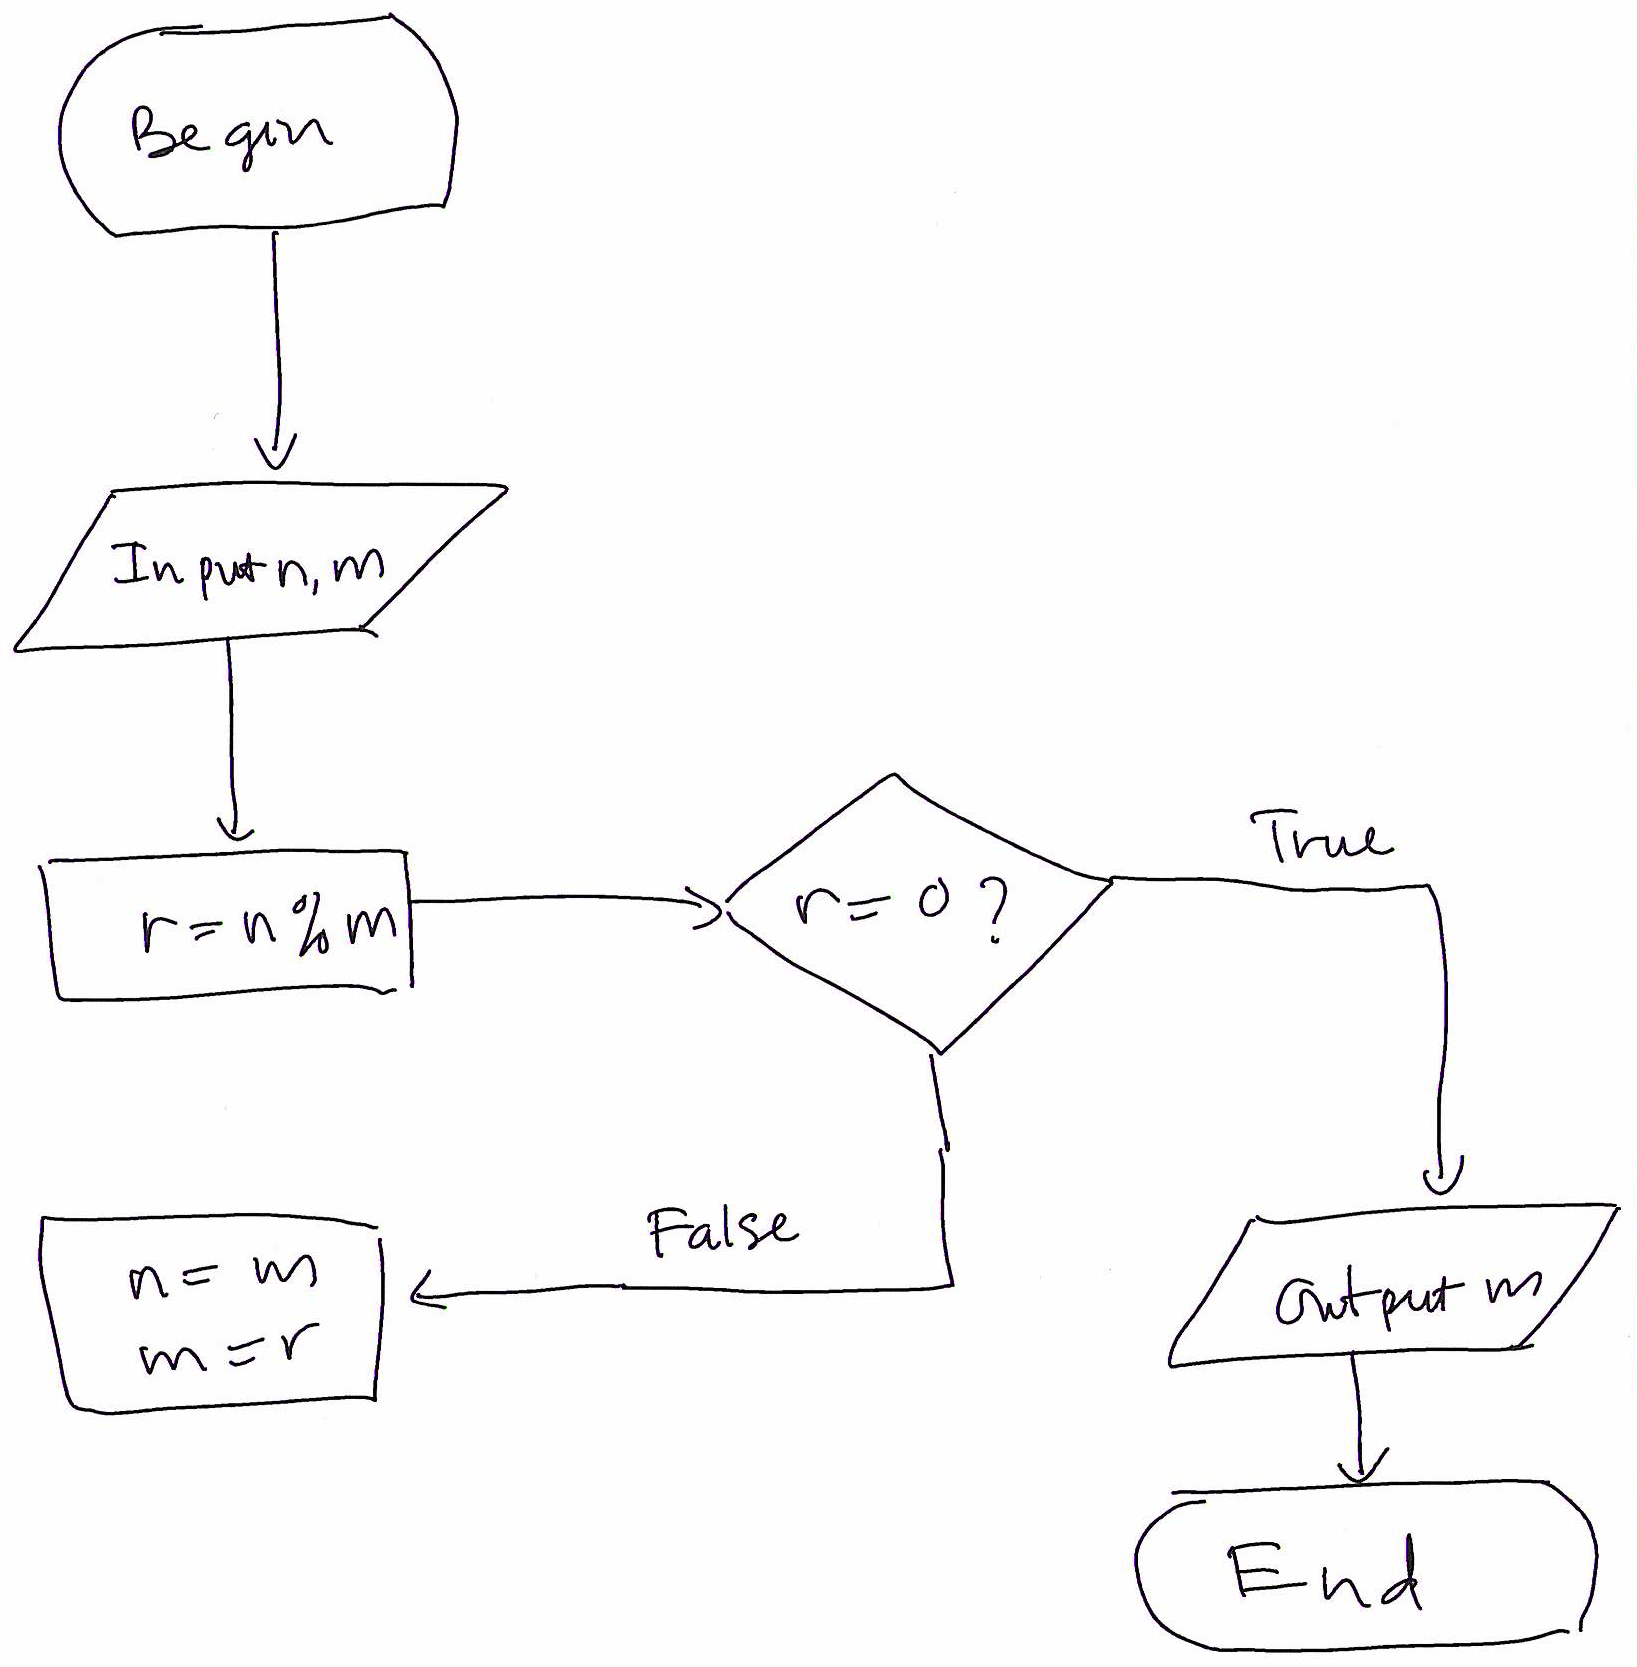 Begin
Input n, m
r = n % m
r = 0 ?
True
False
n = m
m = r
Output m
End